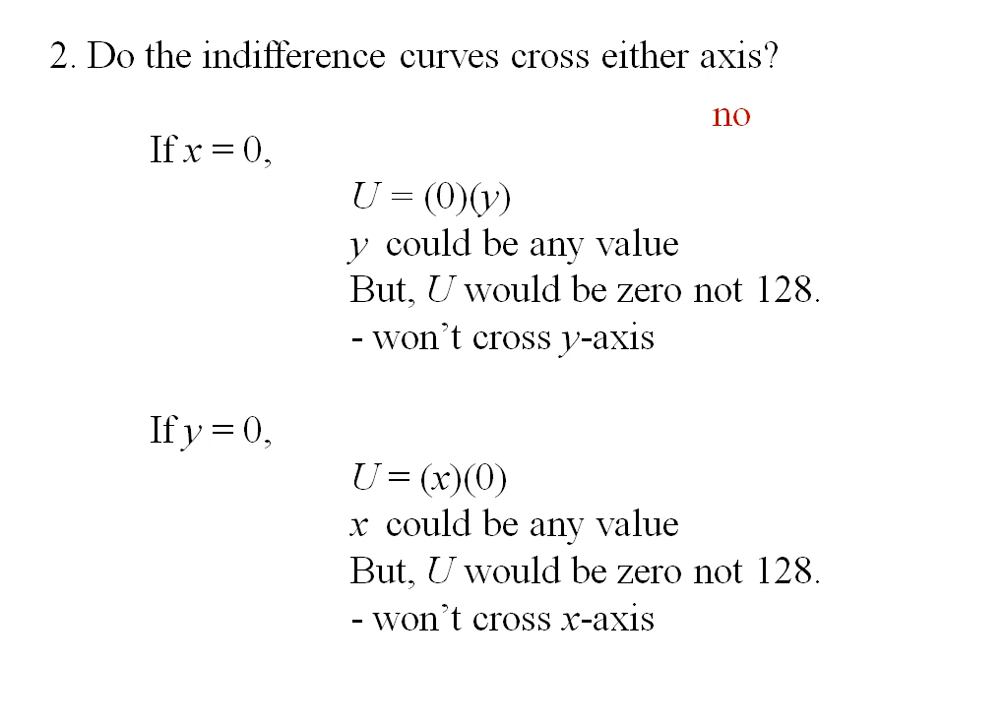 2. Do the indifference curves cross either axis?
no
If x = 0,
U = (0)(y)
y could be any value
But, U would be zero not 128.
- won’t cross y-axis
If y = 0,
U = (x)(0)
x could be any value
But, U would be zero not 128.
- won’t cross x-axis